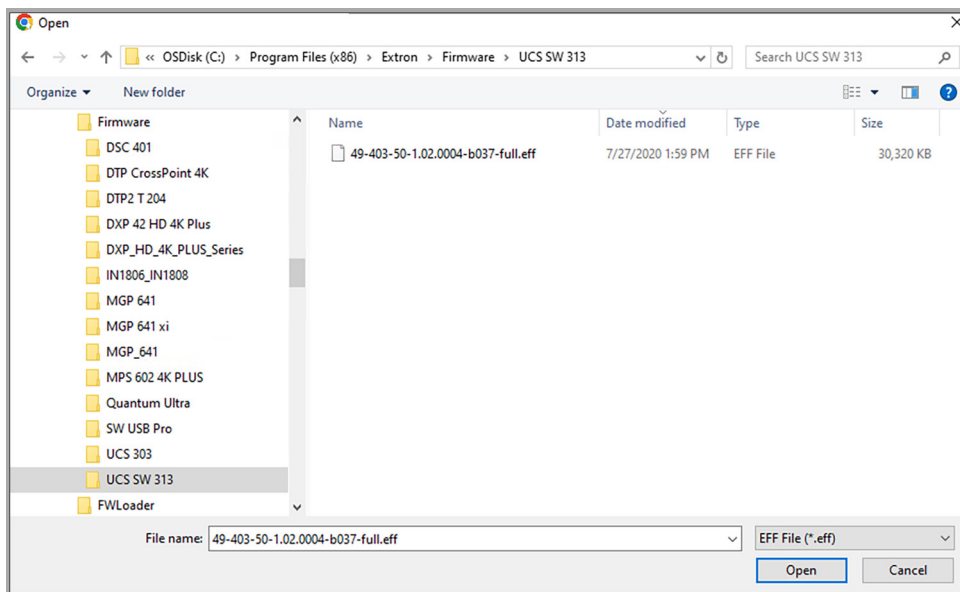 Open
« OSDisk (C:) > Program Files (x86) > Extron > Firmware > UCS SW 313
Search UCS SW 313
Organize
New folder
Firmware
DSC 401
DTP CrossPoint 4K
DTP2 T 204
DXP 42 HD 4K Plus
DXP_HD_4K_PLUS_Series
IN1806_IN1808
MGP 641
MGP 641 xi
MGP_641
MPS 602 4K PLUS
Quantum Ultra
SW USB Pro
UCS 303
UCS SW 313
FWLoader
Name Date modified Type Size
49-403-50-1.02.0004-b037-full.eff 7/27/2020 1:59 PM EFF File 30,320 KB
File name: 49-403-50-1.02.0004-b037-full.eff
EFF File (*.eff)
Open
Cancel